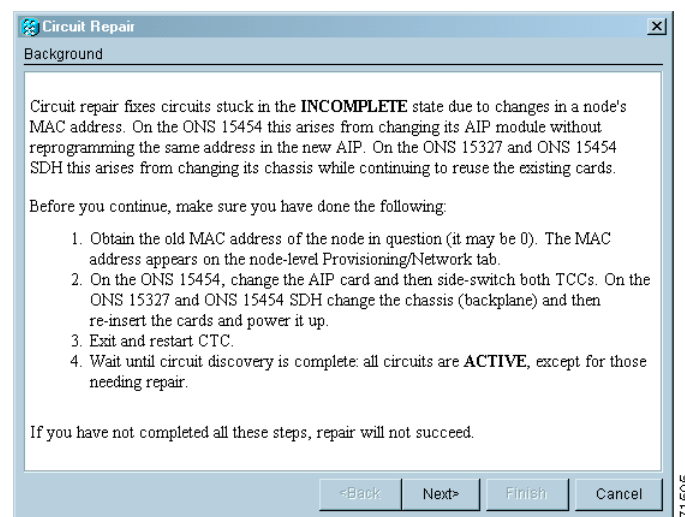 Circuit Repair
Background
Circuit repair fixes circuits stuck in the INCOMPLETE state due to changes in a node's
MAC address. On the ONS 15454 this arises from changing its AIP module without
reprogramming the same address in the new AIP. On the ONS 15327 and ONS 15454
SDH this arises from changing its chassis while continuing to reuse the existing cards.
Before you continue, make sure you have done the following:
1. Obtain the old MAC address of the node in question (it may be 0). The MAC
address appears on the node-level Provisioning/Network tab.
2. On the ONS 15454, change the AIP card and then side-switch both TCCs. On the
ONS 15327 and ONS 15454 SDH change the chassis (backplane) and then
re-insert the cards and power it up.
3. Exit and restart CTC.
4. Wait until circuit discovery is complete: all circuits are ACTIVE, except for those
needing repair.
If you have not completed all these steps, repair will not succeed.
<Back Next> Finish Cancel
71595